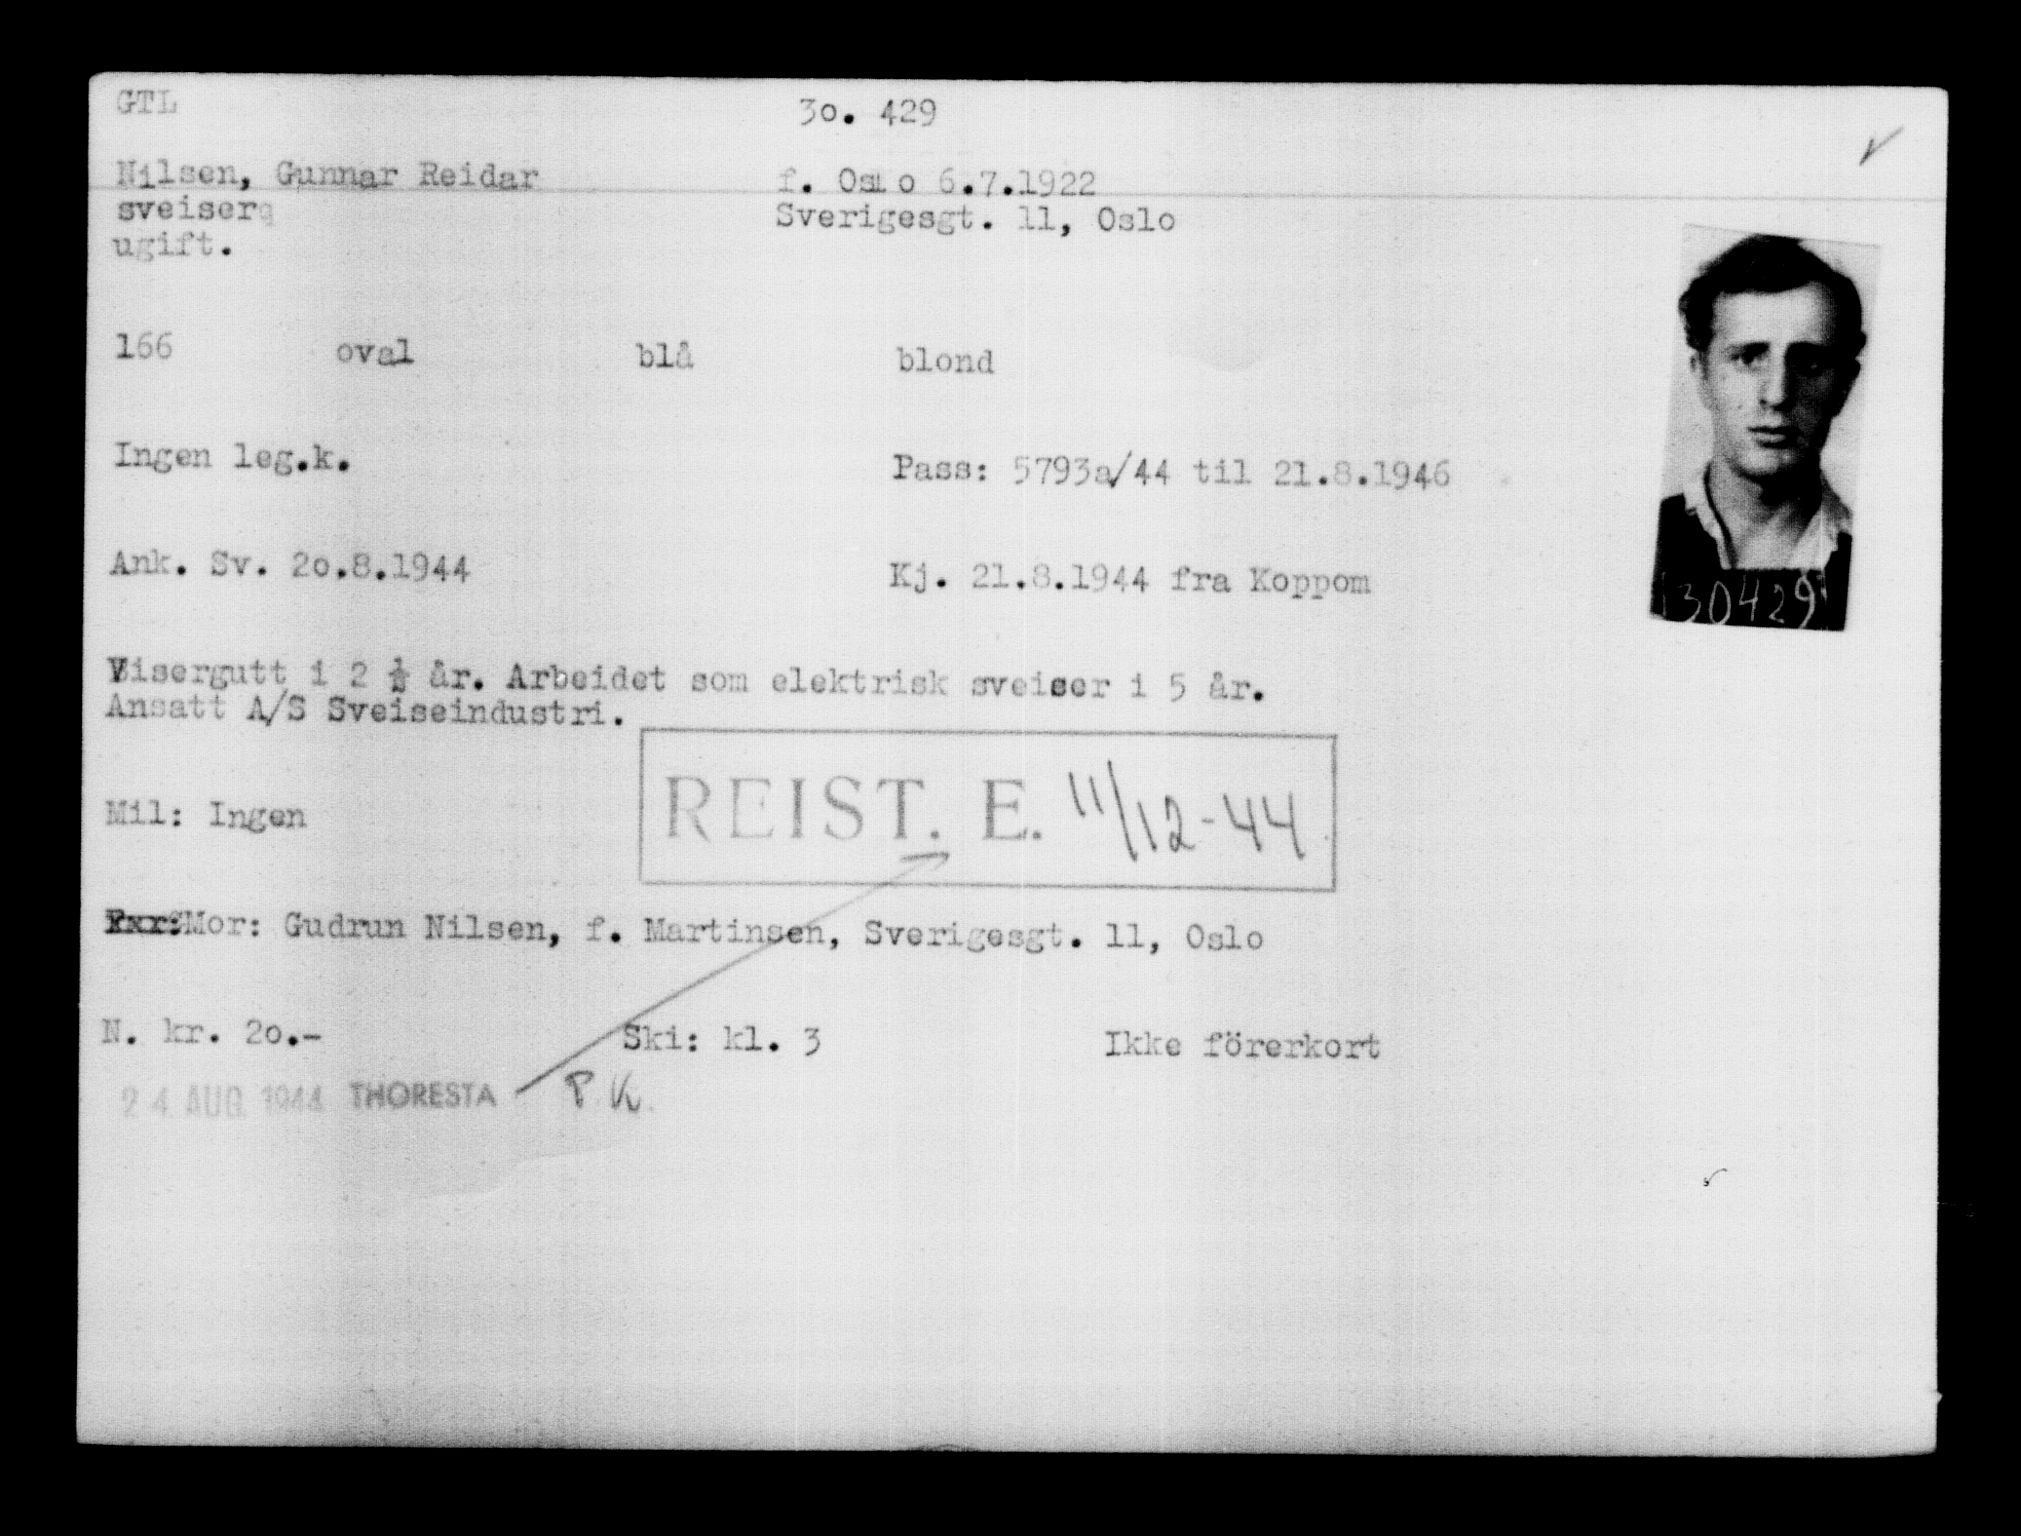 GTL
3o. 429
Nilsen, Gunnar Reidar
f. Oslo 6.7.1922
sveiser
Sverigesgt. 11, Oslo
ugift.
166 oval blå blond
Ingen leg.k.
Pass: 5793a/44 til 21.8.1946
Ank. Sv. 2o.8.1944
Kj. 21.8.1944 fra Koppom
30429
Visergutt i 2 ½ år. Arbeidet som elektrisk sveiser i 5 år.
Ansatt A/S Sveiseindustri.
REIST. E. 11/12-44
Mil: Ingen
Mor: Gudrun Nilsen, f. Martinsen, Sverigesgt. 11, Oslo
N. kr. 2o.-
Ski: kl. 3
Ikke förerkort
24 AUG. 1944 THORESTA P.K.